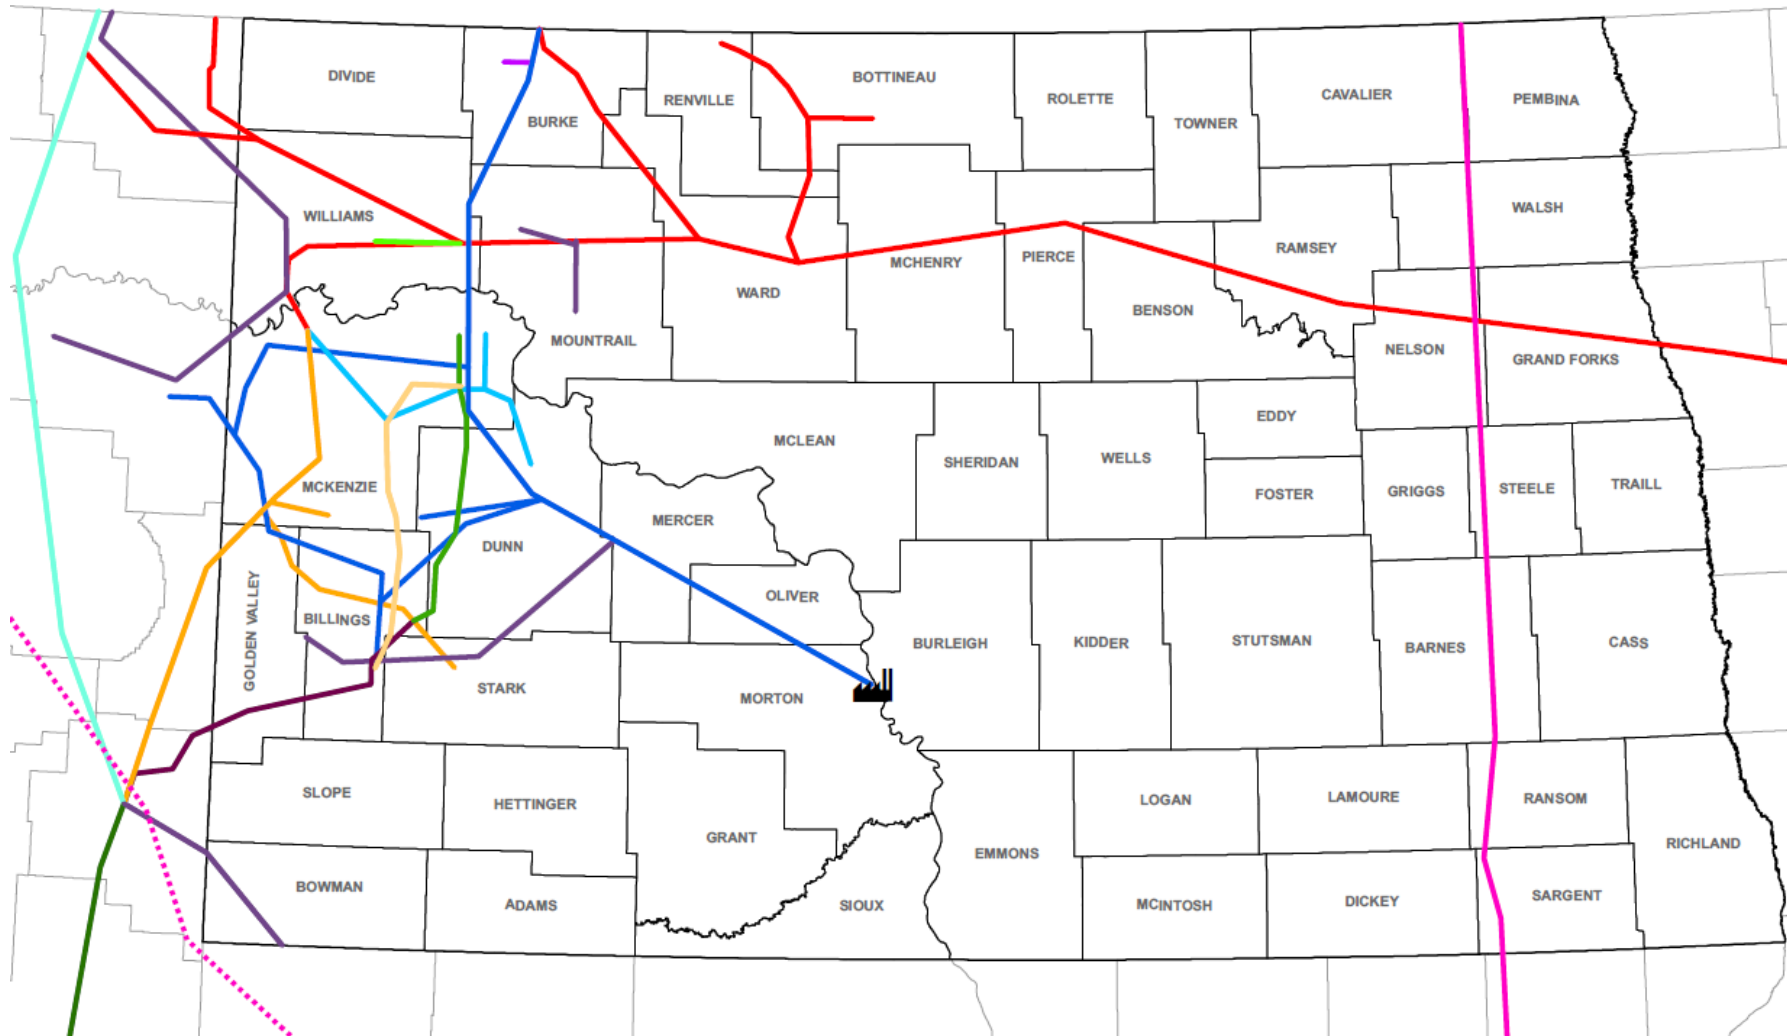 DIVIDE
BURKE
RENVILLE
BOTTINEAU
ROLETTE
TOWNER
CAVALIER
PEMBINA
WILLIAMS
MOUNTRAIL
WARD
MCHENRY
PIERCE
BENSON
RAMSEY
WALSH
NELSON
GRAND FORKS
MCKENZIE
DUNN
MERCER
MCLEAN
SHERIDAN
WELLS
EDDY
FOSTER
GRIGGS
STEELE
TRAILL
GOLDEN VALLEY
BILLINGS
OLIVER
BURLEIGH
KIDDER
STUTSMAN
BARNES
CASS
STARK
MORTON
SLOPE
HETTINGER
GRANT
EMMONS
LOGAN
LAMOURE
RANSOM
RICHLAND
BOWMAN
ADAMS
SIOUX
MCINTOSH
DICKEY
SARGENT